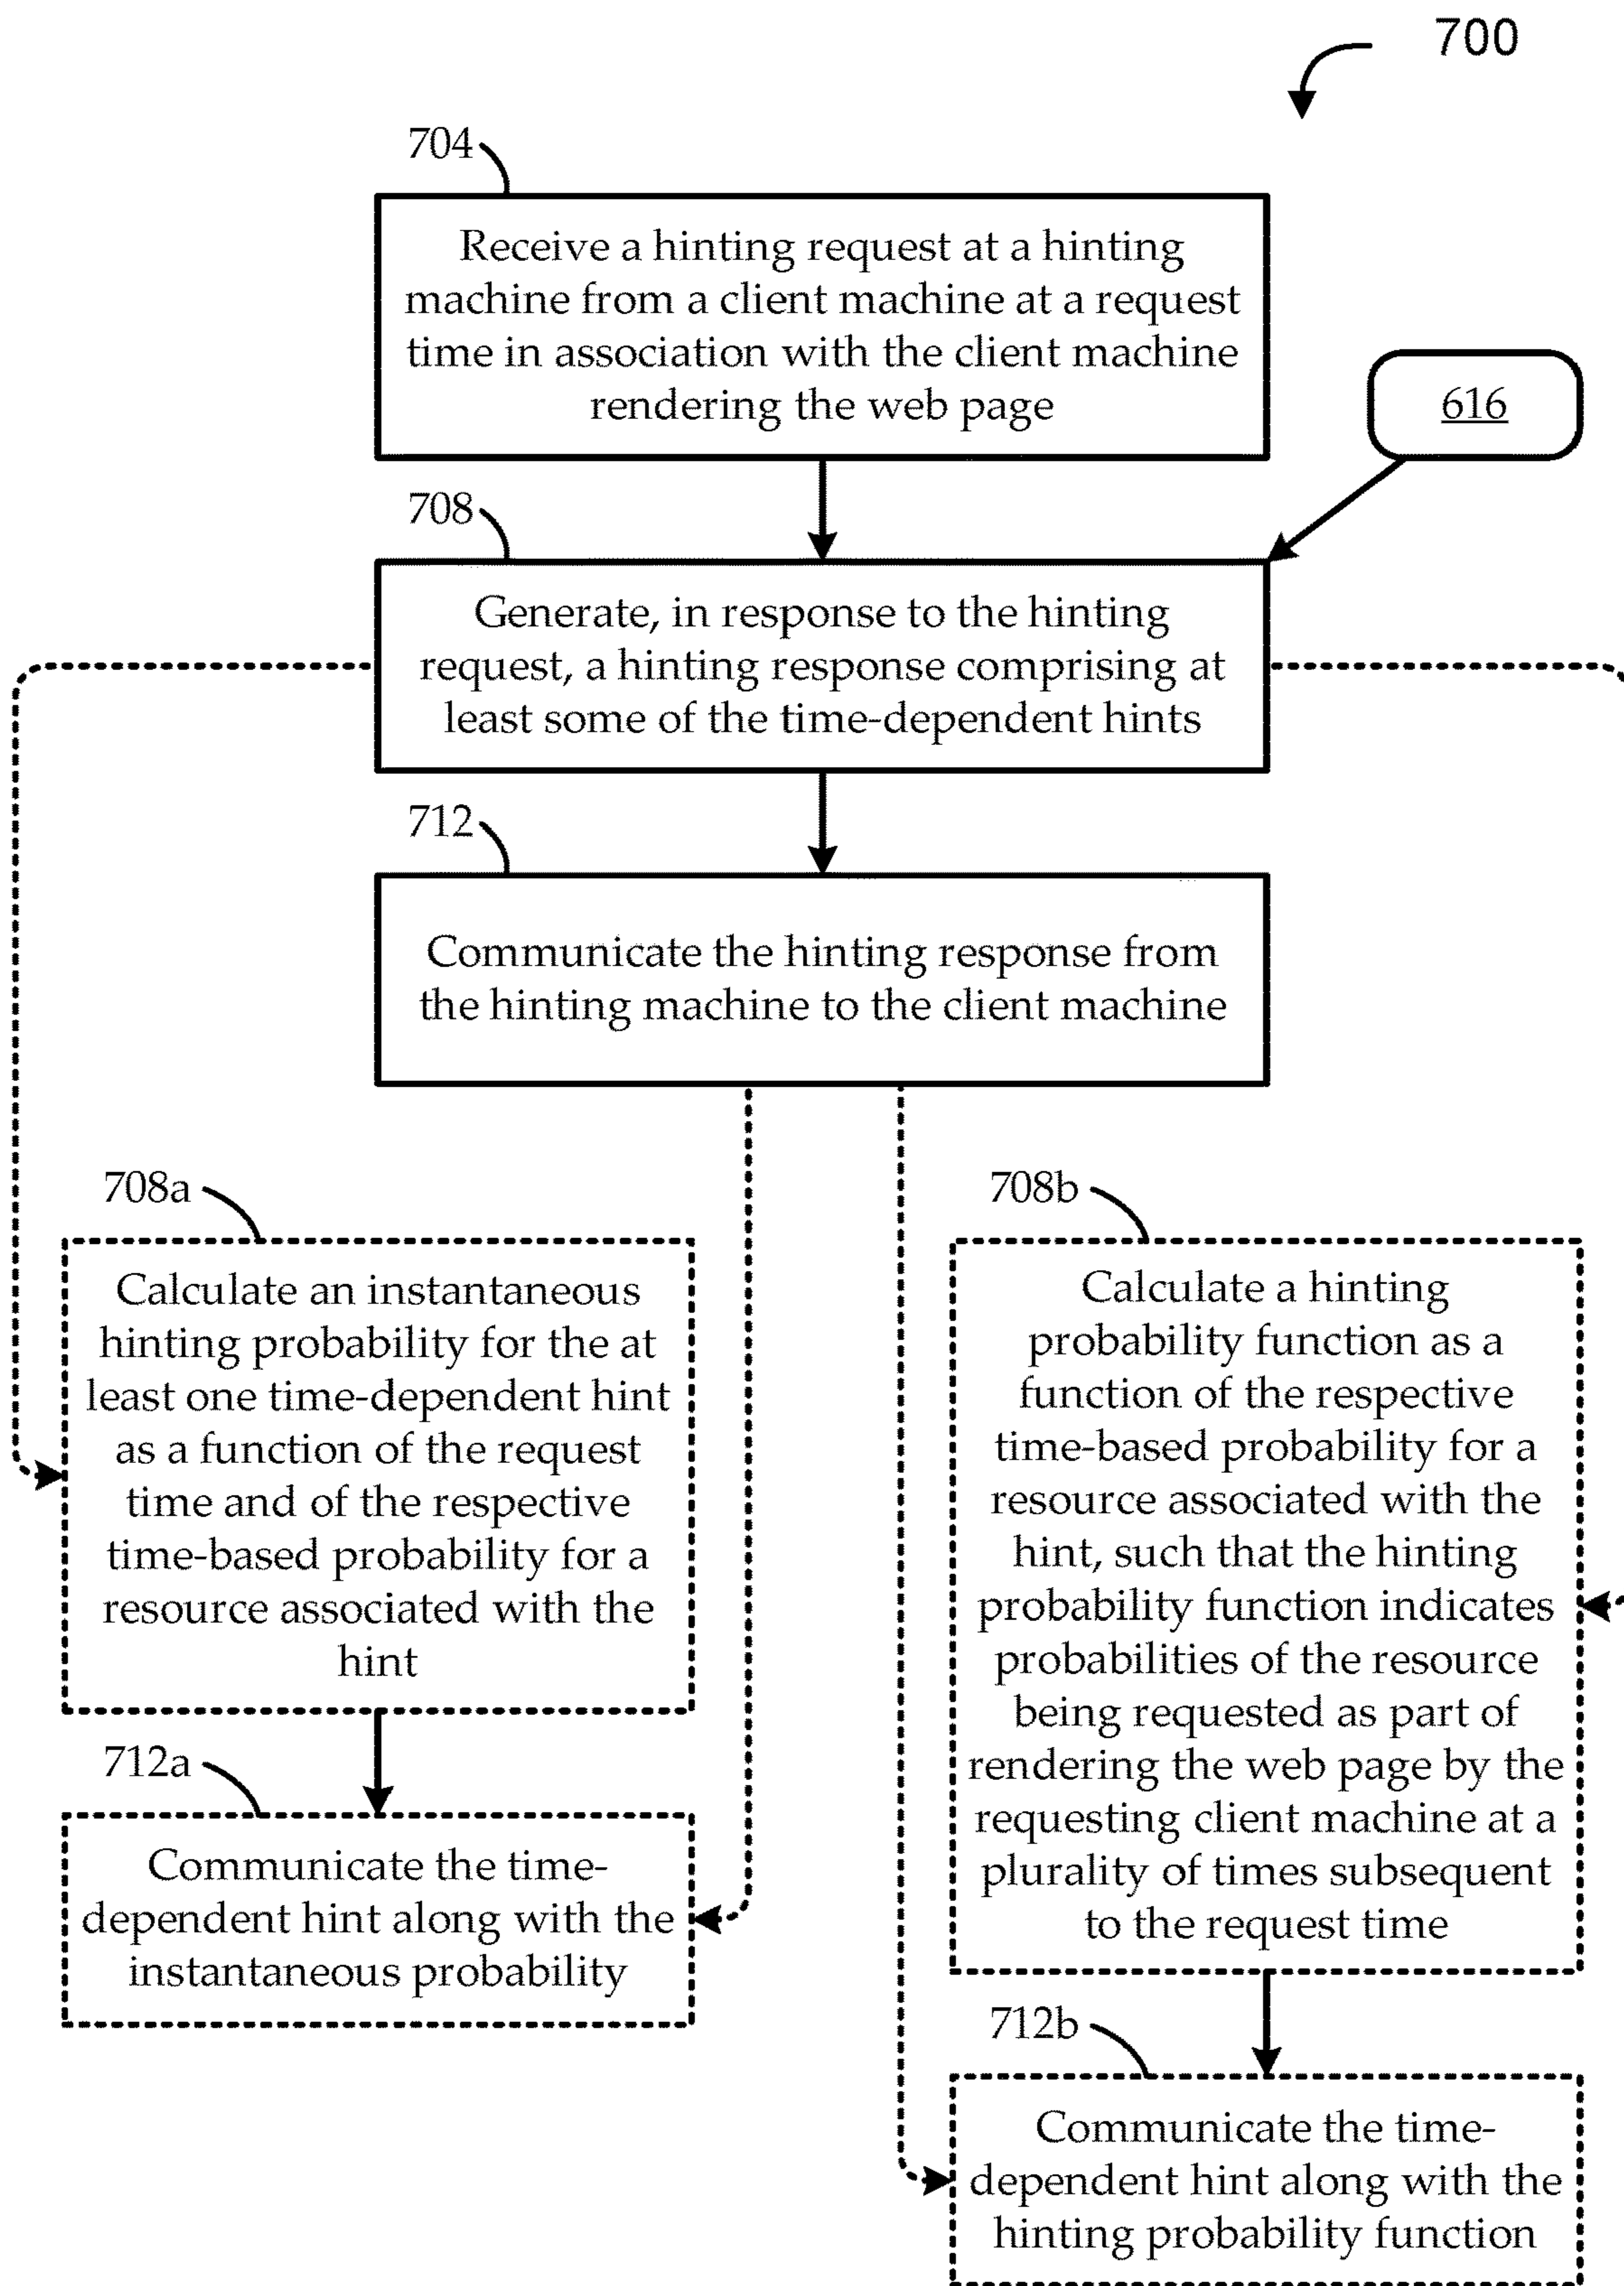 700
704
Receive a hinting request at a hinting
machine from a client machine at a request
time in association with the client machine
rendering the web page
616
708
Generate, in response to the hinting
request, a hinting response comprising at
least some of the time-dependent hints
712
Communicate the hinting response from
the hinting machine to the client machine
708a
Calculate an instantaneous
hinting probability for the at
least one time-dependent hint
as a function of the request
time and of the respective
time-based probability for a
resource associated with the
hint
712a
Communicate the time-
dependent hint along with the
instantaneous probability
708b
Calculate a hinting
probability function as a
function of the respective
time-based probability for a
resource associated with the
hint, such that the hinting
probability function indicates
probabilities of the resource
being requested as part of
rendering the web page by the
requesting client machine at a
plurality of times subsequent
to the request time
712b
Communicate the time-
dependent hint along with the
hinting probability function